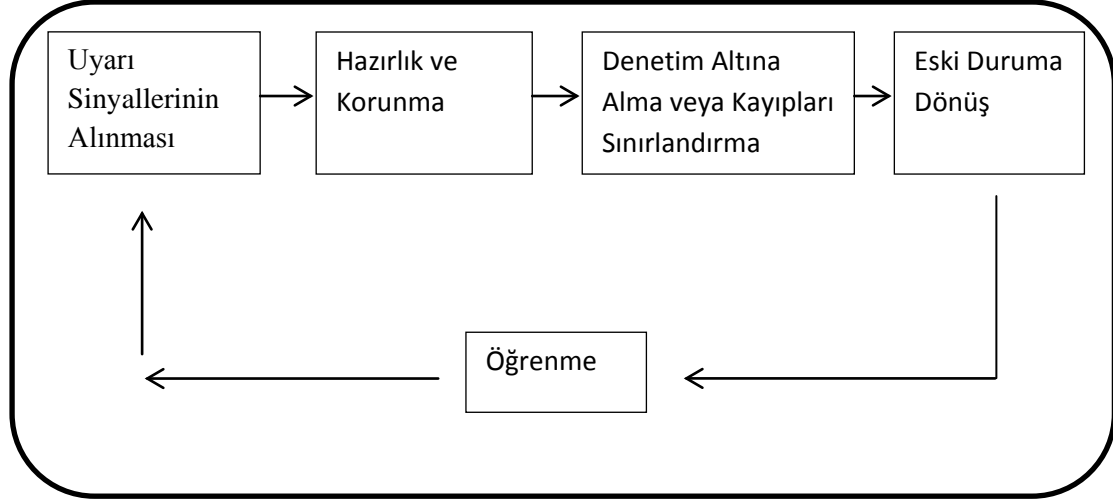 Uyarı
Sinyallerinin
Alınması
Hazırlık ve
Korunma
Denetim Altına
Alma veya Kayıpları
Sınırlandırma
Eski Duruma
Dönüş
Öğrenme